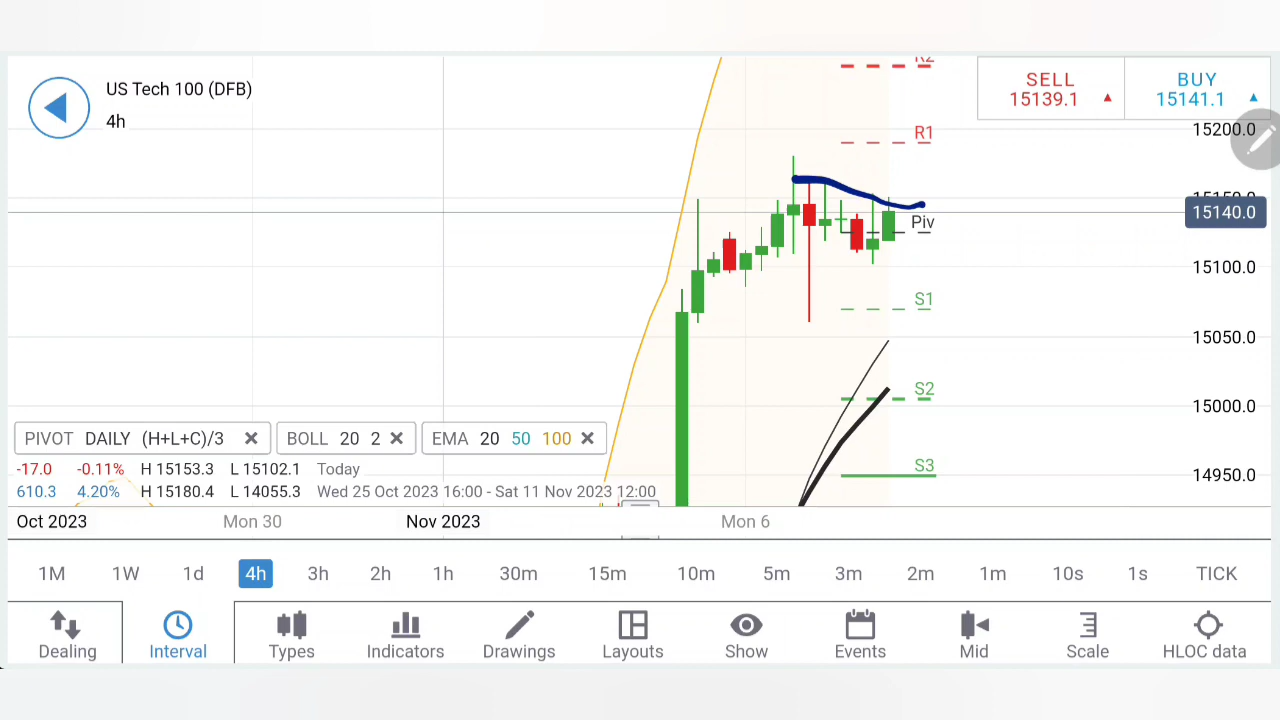 US Tech 100 (DFB)
4h
SELL
15139.1
BUY
15141.1
R2
R1
Piv
S1
S2
S3
15200.0
15150.0
15140.0
15100.0
15050.0
15000.0
14950.0
PIVOT DAILY (H+L+C)/3
BOLL 20 2
EMA 20 50 100
-17.0 -0.11% H 15153.3 L 15102.1 Today
610.3 4.20% H 15180.4 L 14055.3 Wed 25 Oct 2023 16:00 - Sat 11 Nov 2023 12:00
Oct 2023 Mon 30 Nov 2023 Mon 6
1M 1W 1d 4h 3h 2h 1h 30m 15m 10m 5m 3m 2m 1m 10s 1s TICK
Dealing Interval Types Indicators Drawings Layouts Show Events Mid Scale HLOC data